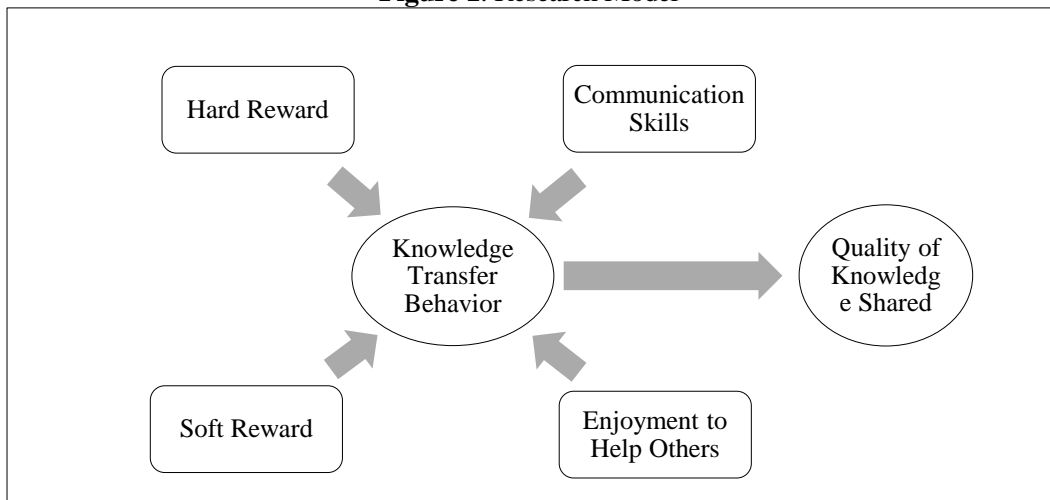 Figure 1. Research Model
Hard Reward
Communication
Skills
Knowledge
Transfer
Behavior
Quality of
Knowledg
e Shared
Soft Reward
Enjoyment to
Help Others